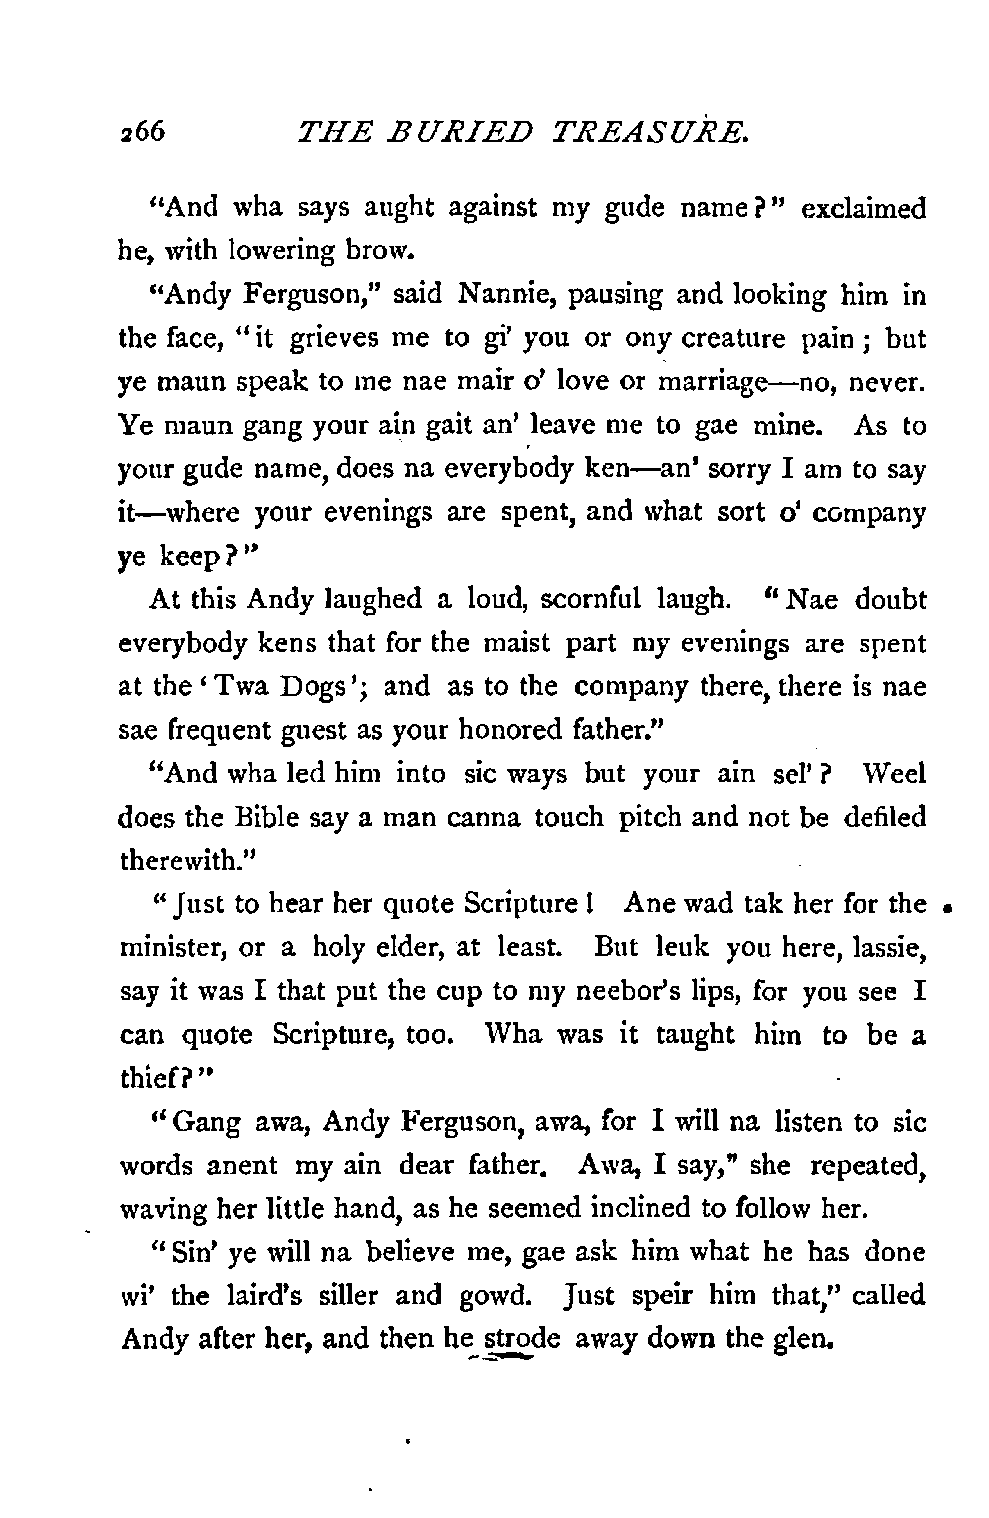 266 THE BURIED TREASURE.
"And wha says aught against my gude name?" exclaimed
he, with lowering brow.
"Andy Ferguson," said Nannie, pausing and looking him in
the face, "it grieves me to gi' you or ony creature pain; but
ye maun speak to me nae mair o' love or marriage—no, never.
Ye maun gang your ain gait an' leave me to gae mine. As to
your gude name, does na everybody ken—an' sorry I am to say
it—where your evenings are spent, and what sort o' company
ye keep?"
At this Andy laughed a loud, scornful laugh. "Nae doubt
everybody kens that for the maist part my evenings are spent
at the 'Twa Dogs'; and as to the company there, there is nae
sae frequent guest as your honored father."
"And wha led him into sic ways but your ain sel'? Weel
does the Bible say a man canna touch pitch and not be defiled
therewith."
"Just to hear her quote Scripture! Ane wad tak her for the
minister, or a holy elder, at least. But leuk you here, lassie,
say it was I that put the cup to my neebor's lips, for you see I
can quote Scripture, too. Wha was it taught him to be a
thief?"
"Gang awa, Andy Ferguson, awa, for I will na listen to sic
words anent my ain dear father. Awa, I say," she repeated,
waving her little hand, as he seemed inclined to follow her.
"Sin' ye will na believe me, gae ask him what he has done
wi' the laird's siller and gowd. Just speir him that," called
Andy after her, and then he strode away down the glen.